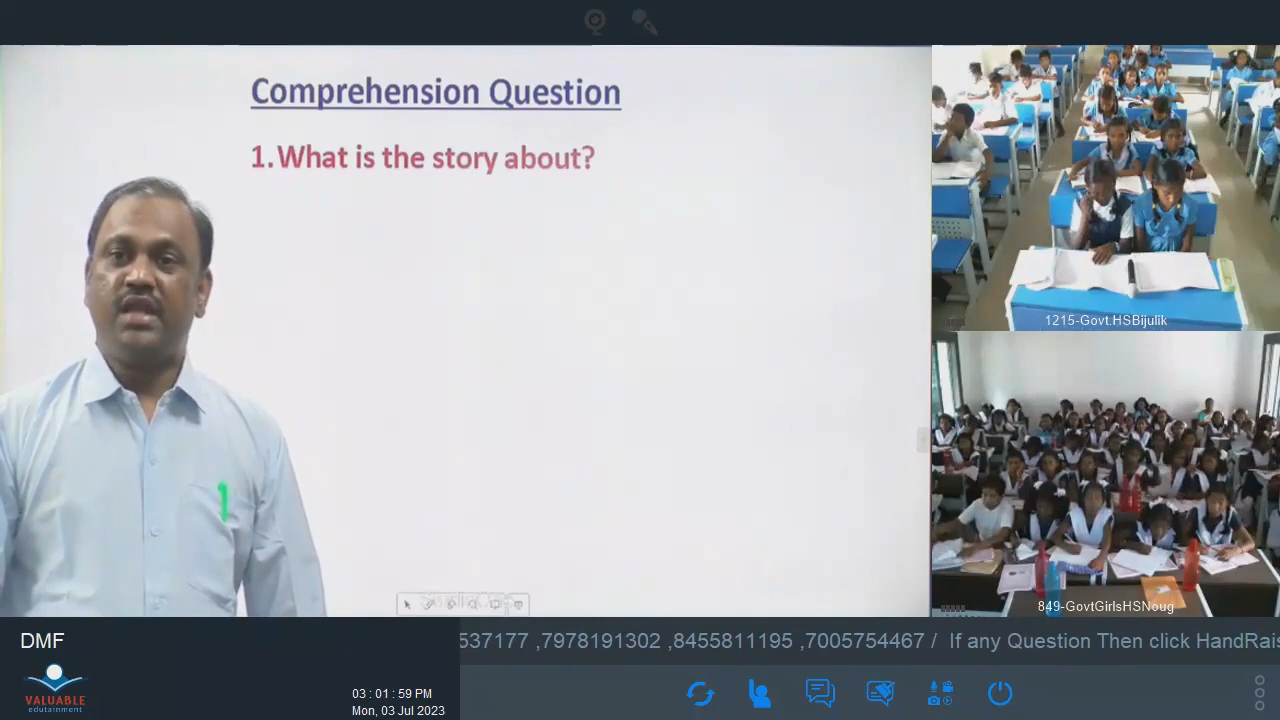 Comprehension Question
1. What is the story about?
1215-Govt.HSBijulik
849-GovtGirlsHSNoug
DMF
537177 ,7978191302 ,8455811195 ,7005754467 / If any Question Then click HandRais
VALUABLE
edutainment
03 : 01 : 59 PM
Mon, 03 Jul 2023